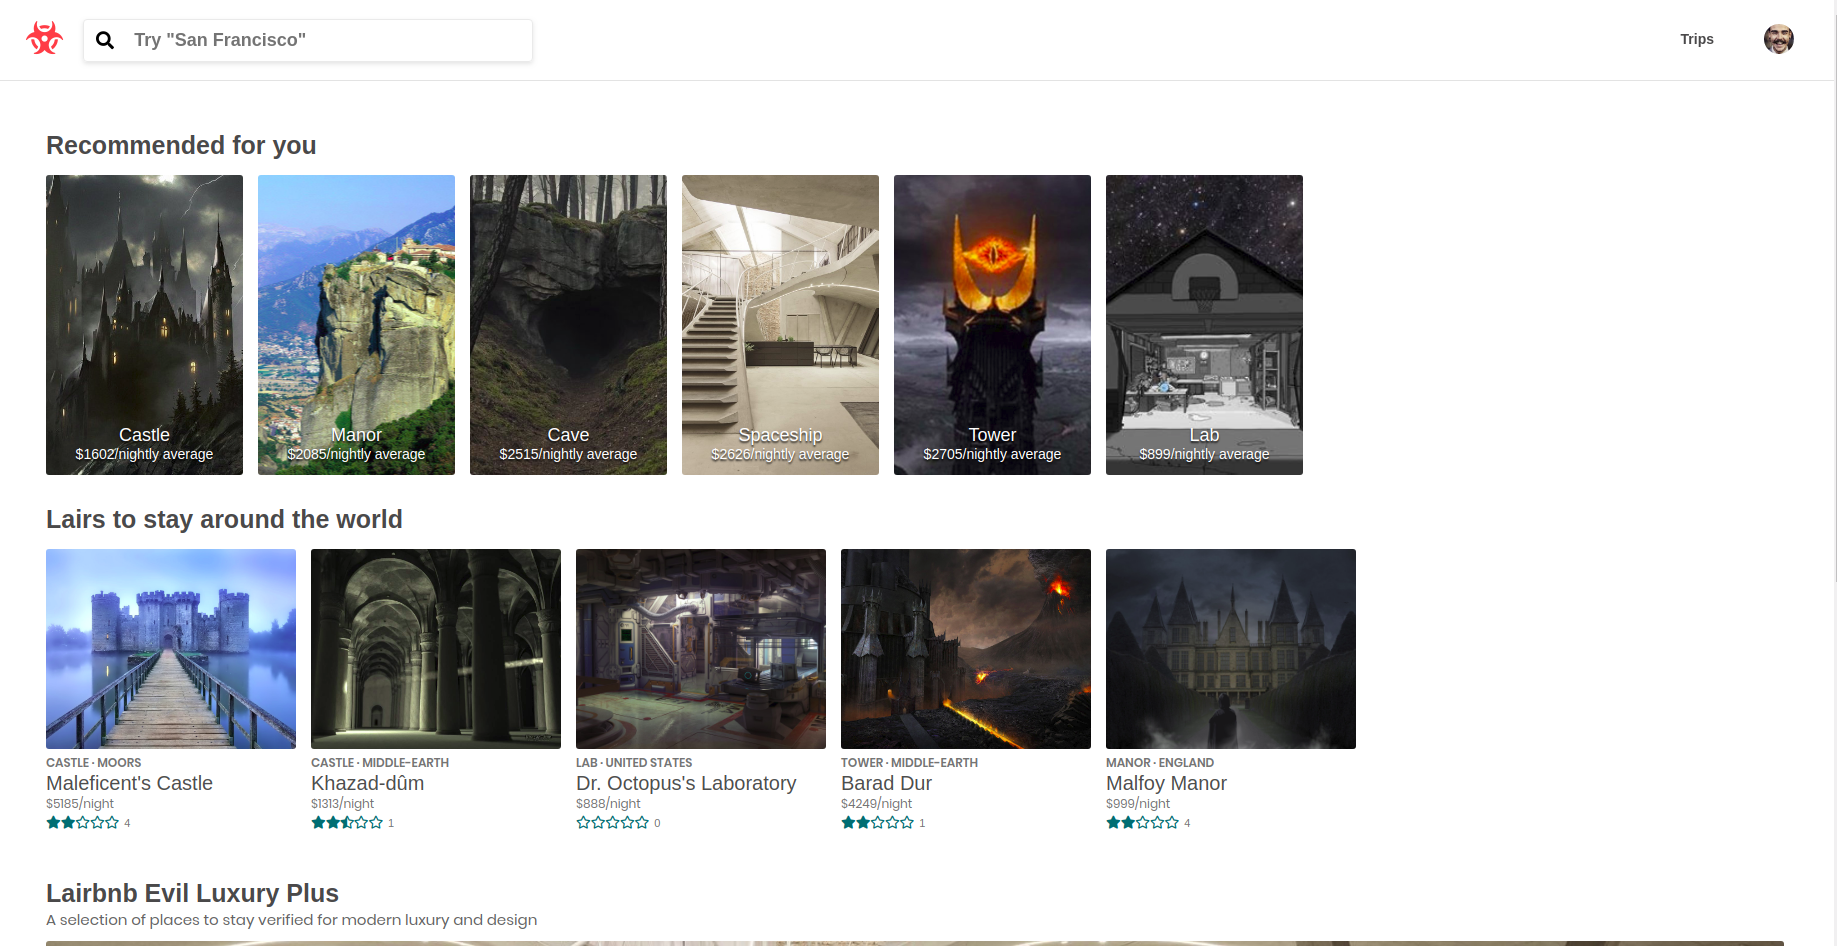 Try "San Francisco"
Trips
Recommended for you
Castle
$1602/nightly average
Manor
$2085/nightly average
Cave
$2515/nightly average
Spaceship
$2626/nightly average
Tower
$2705/nightly average
Lab
$899/nightly average
Lairs to stay around the world
CASTLE · MOORS
Maleficent's Castle
$5185/night
4
CASTLE · MIDDLE-EARTH
Khazad-dûm
$1313/night
1
LAB · UNITED STATES
Dr. Octopus's Laboratory
$888/night
0
TOWER · MIDDLE-EARTH
Barad Dur
$4249/night
1
MANOR · ENGLAND
Malfoy Manor
$999/night
4
Lairbnb Evil Luxury Plus
A selection of places to stay verified for modern luxury and design